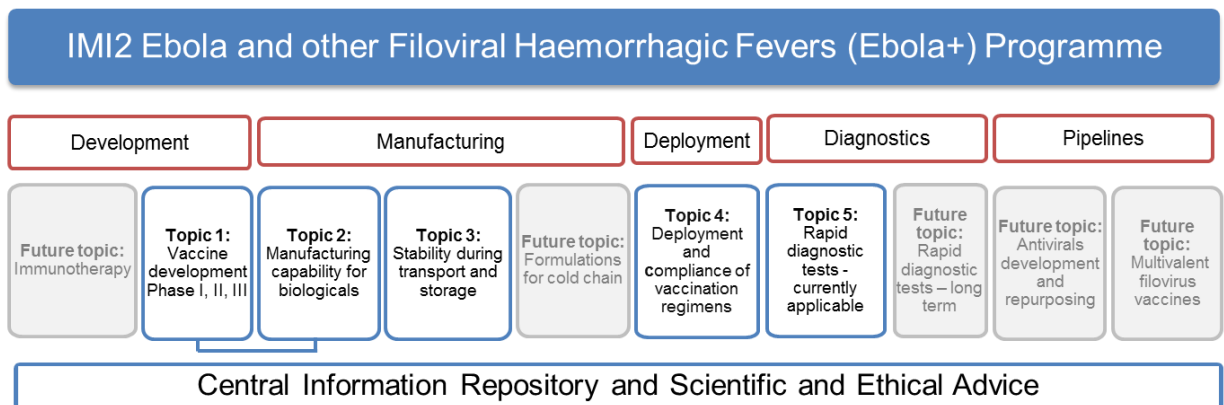 IMI2 Ebola and other Filoviral Haemorrhagic Fevers (Ebola+) Programme
Development
Manufacturing
Deployment
Diagnostics
Pipelines
Future topic:
Immunotherapy
Topic 1:
Vaccine
development
Phase I, II, III
Topic 2:
Manufacturing
capability for
biologicals
Topic 3:
Stability during
transport and
storage
Future topic:
Formulations
for cold chain
Topic 4:
Deployment
and
compliance of
vaccination
regimens
Topic 5:
Rapid
diagnostic
tests -
currently
applicable
Future
topic:
Rapid
diagnostic
tests – long
term
Future topic:
Antivirals
development
and
repurposing
Future
topic:
Multivalent
filovirus
vaccines
Central Information Repository and Scientific and Ethical Advice